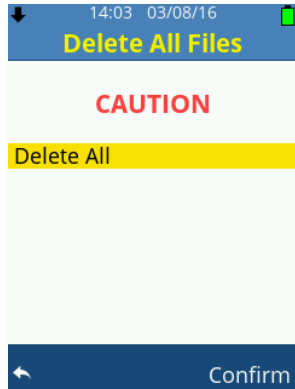 14:03 03/08/16
Delete All Files
CAUTION
Delete All
Confirm